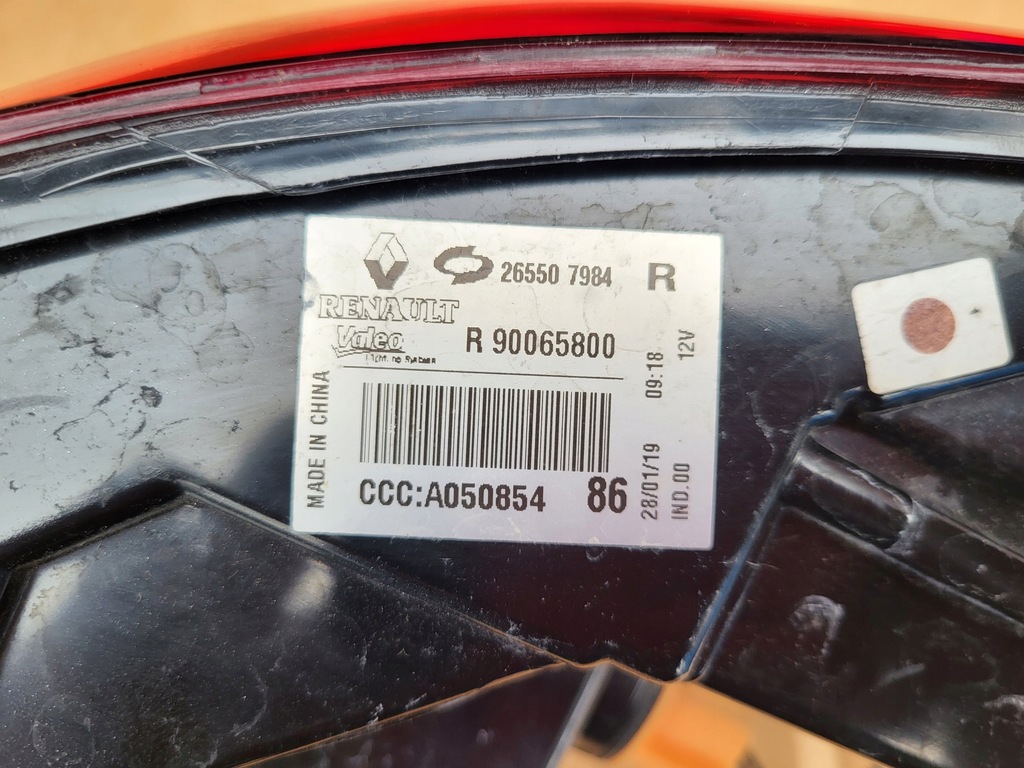 26550 7984 R
RENAULT
Valeo
R 90065800
MADE IN CHINA
CCC:A050854 86
28/01/19 09:18
IND.00 12V